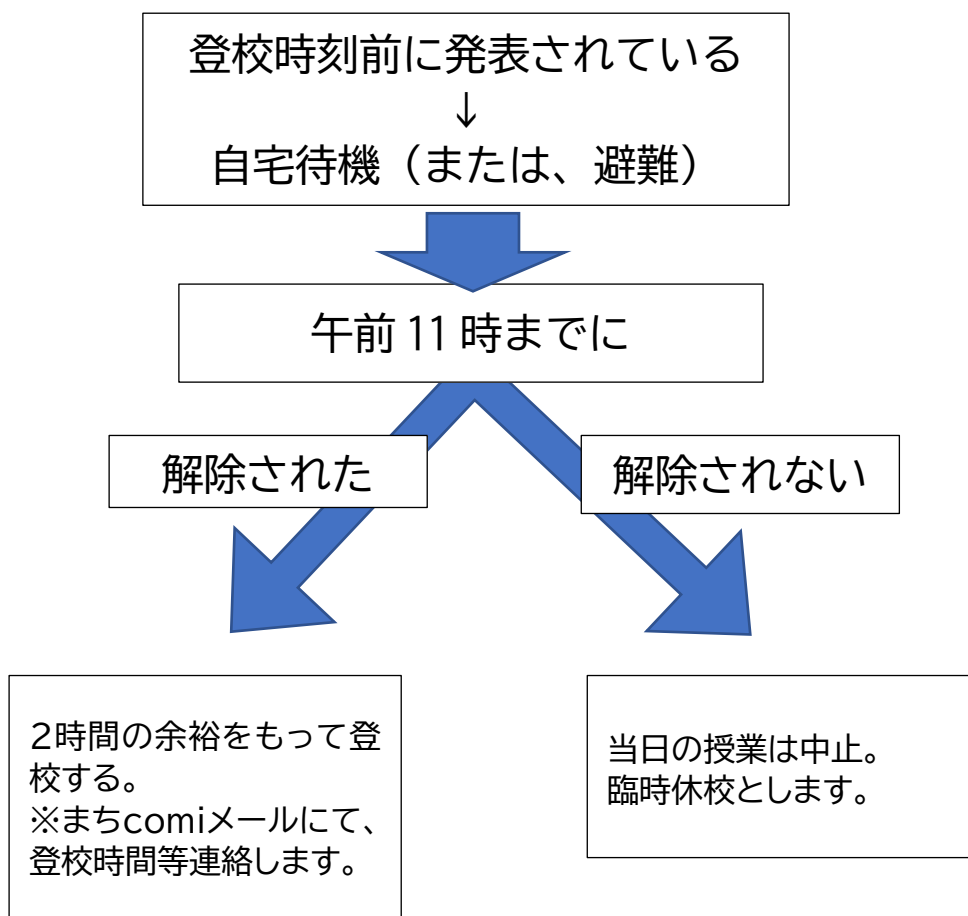 登校時刻前に発表されている
↓
自宅待機（または、避難）
午前 11 時までに
解除された
解除されない
２時間の余裕をもって登
校する。
※まちcomiメールにて、
登校時間等連絡します。
当日の授業は中止。
臨時休校とします。